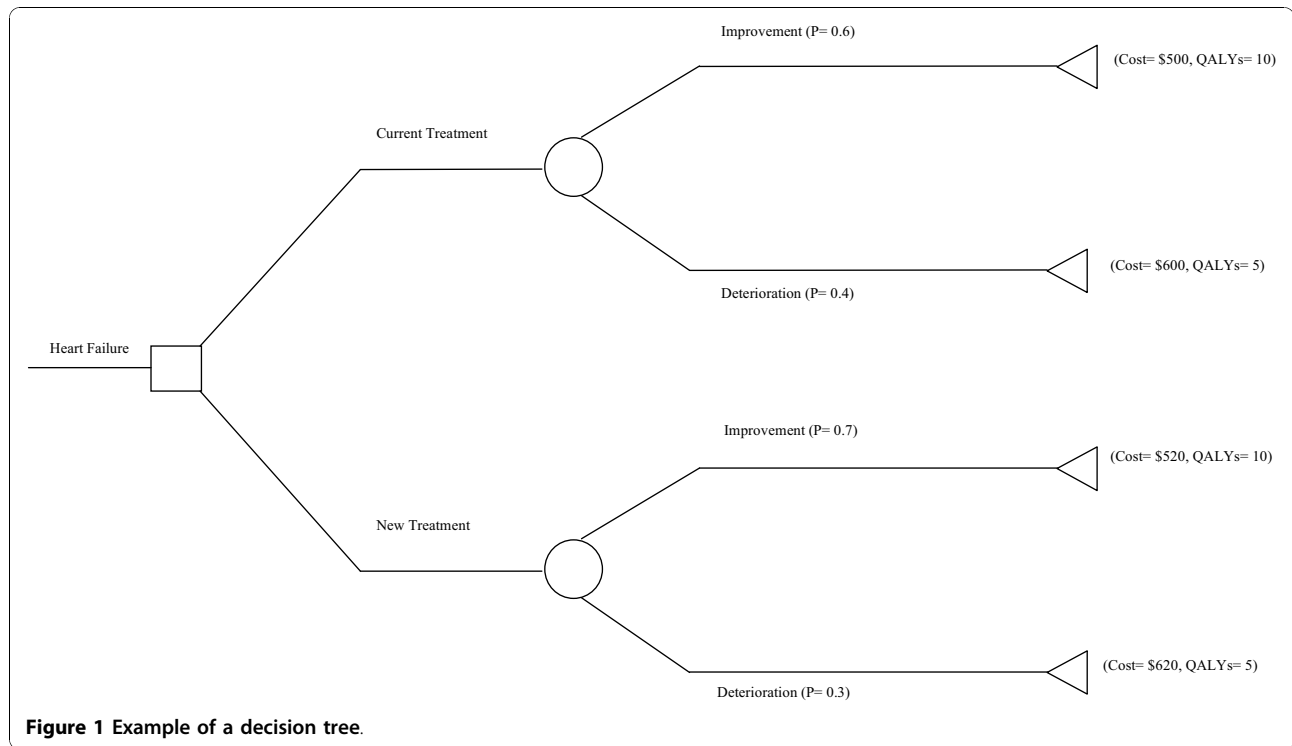 Improvement (P= 0.6)
(Cost= $500, QALYs= 10)
Current Treatment
(Cost= $600, QALYs= 5)
Deterioration (P= 0.4)
Heart Failure
Improvement (P= 0.7)
(Cost= $520, QALYs= 10)
New Treatment
(Cost= $620, QALYs= 5)
Deterioration (P= 0.3)
Figure 1 Example of a decision tree.